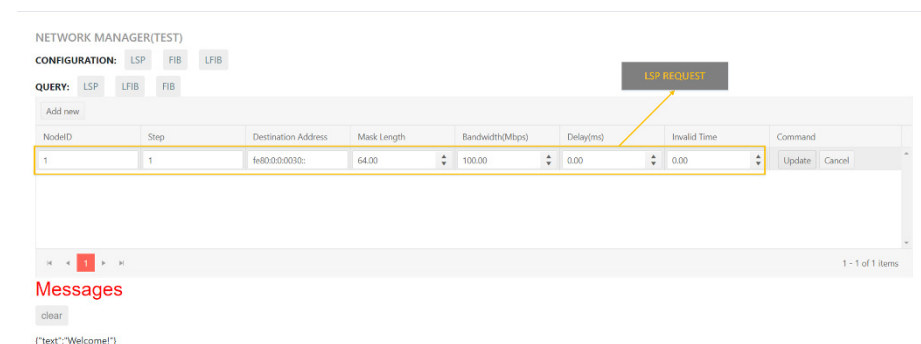 NETWORK MANAGER(TEST)
CONFIGURATION: LSP FIB LFIB
LSP REQUEST
QUERY: LSP LFIB FIB
Add new
NodeID Step Destination Address Mask Length Bandwidth(Mbps) Delay(ms) Invalid Time Command
1 1 fe80:0:0:0030:: 64.00 100.00 0.00 0.00 Update Cancel
1 1 - 1 of 1 items
Messages
clear
{"text":"Welcome!"}